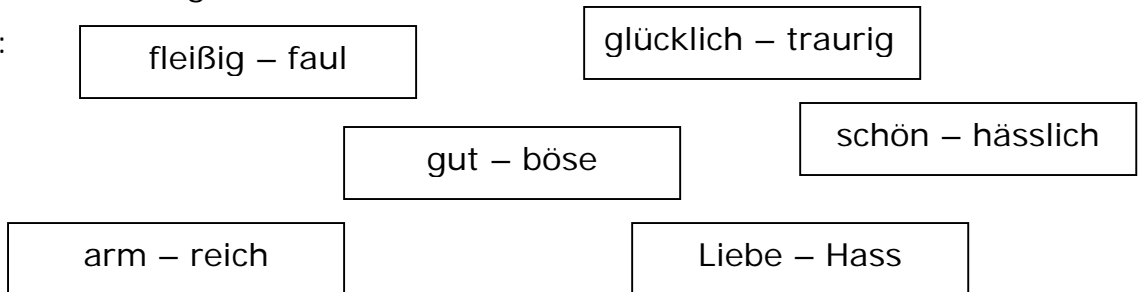 :
fleißig – faul
glücklich – traurig
schön – hässlich
gut – böse
arm – reich
Liebe – Hass